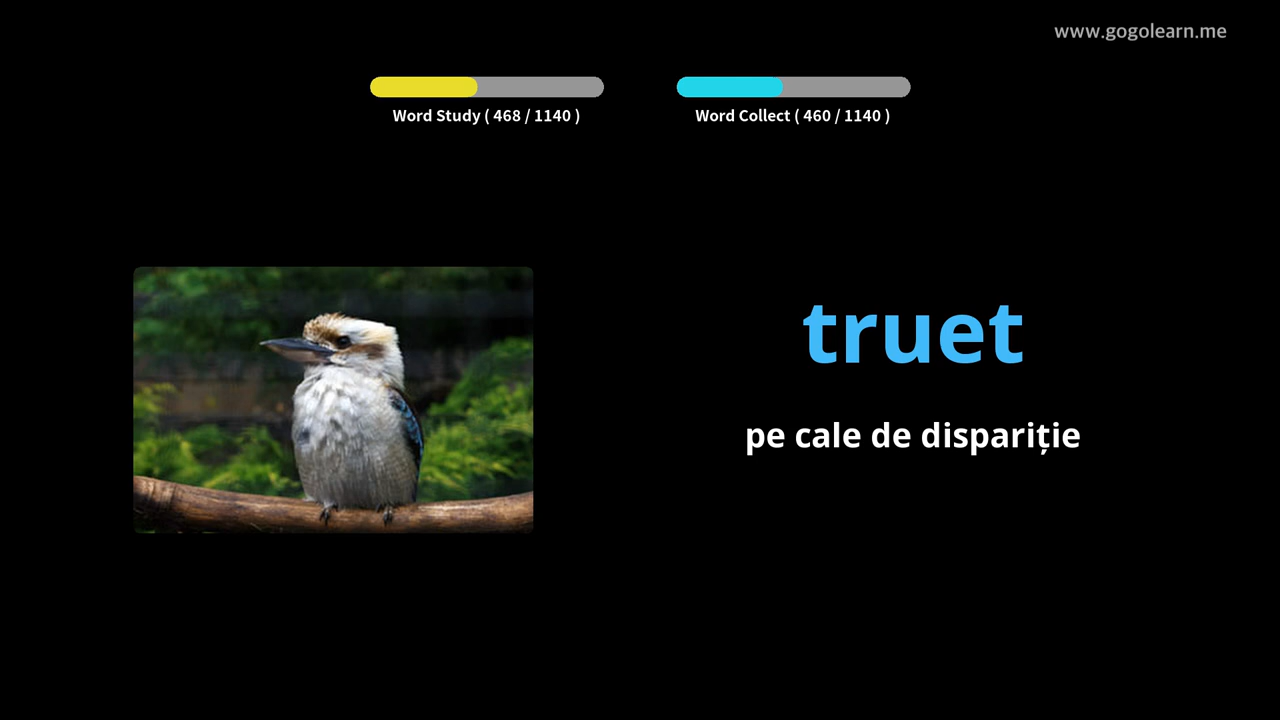 www.gogolearn.me
Word Study ( 468 / 1140 )
Word Collect ( 460 / 1140 )
truet
pe cale de dispariție